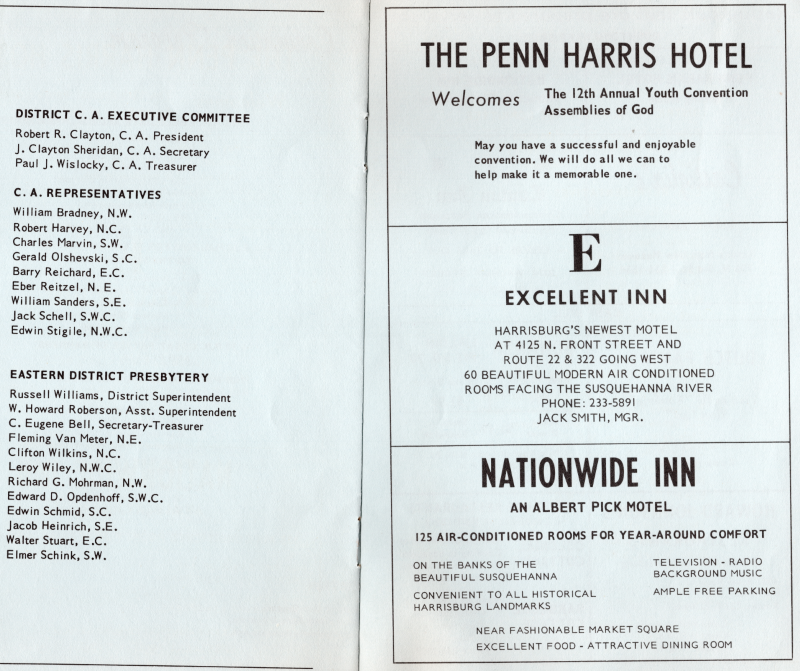 DISTRICT C. A. EXECUTIVE COMMITTEE
Robert R. Clayton, C. A. President
J. Clayton Sheridan, C. A. Secretary
Paul J. Wislocky, C. A. Treasurer
C. A. REPRESENTATIVES
William Bradney, N.W.
Robert Harvey, N.C.
Charles Marvin, S.W.
Gerald Olshevski, S.C.
Barry Reichard, E.C.
Eber Reitzel, N. E.
William Sanders, S.E.
Jack Schell, S.W.C.
Edwin Stigile, N.W.C.
EASTERN DISTRICT PRESBYTERY
Russell Williams, District Superintendent
W. Howard Roberson, Asst. Superintendent
C. Eugene Bell, Secretary-Treasurer
Fleming Van Meter, N.E.
Clifton Wilkins, N.C.
Leroy Wiley, N.W.C.
Richard G. Mohrman, N.W.
Edward D. Opdenhoff, S.W.C.
Edwin Schmid, S.C.
Jacob Heinrich, S.E.
Walter Stuart, E.C.
Elmer Schink, S.W.
THE PENN HARRIS HOTEL
Welcomes The 12th Annual Youth Convention
Assemblies of God
May you have a successful and enjoyable
convention. We will do all we can to
help make it a memorable one.
E
EXCELLENT INN
HARRISBURG'S NEWEST MOTEL
AT 4125 N. FRONT STREET AND
ROUTE 22 & 322 GOING WEST
60 BEAUTIFUL MODERN AIR CONDITIONED
ROOMS FACING THE SUSQUEHANNA RIVER
PHONE: 233-5891
JACK SMITH, MGR.
NATIONWIDE INN
AN ALBERT PICK MOTEL
125 AIR-CONDITIONED ROOMS FOR YEAR-AROUND COMFORT
ON THE BANKS OF THE
BEAUTIFUL SUSQUEHANNA
CONVENIENT TO ALL HISTORICAL
HARRISBURG LANDMARKS
TELEVISION - RADIO
BACKGROUND MUSIC
AMPLE FREE PARKING
NEAR FASHIONABLE MARKET SQUARE
EXCELLENT FOOD - ATTRACTIVE DINING ROOM